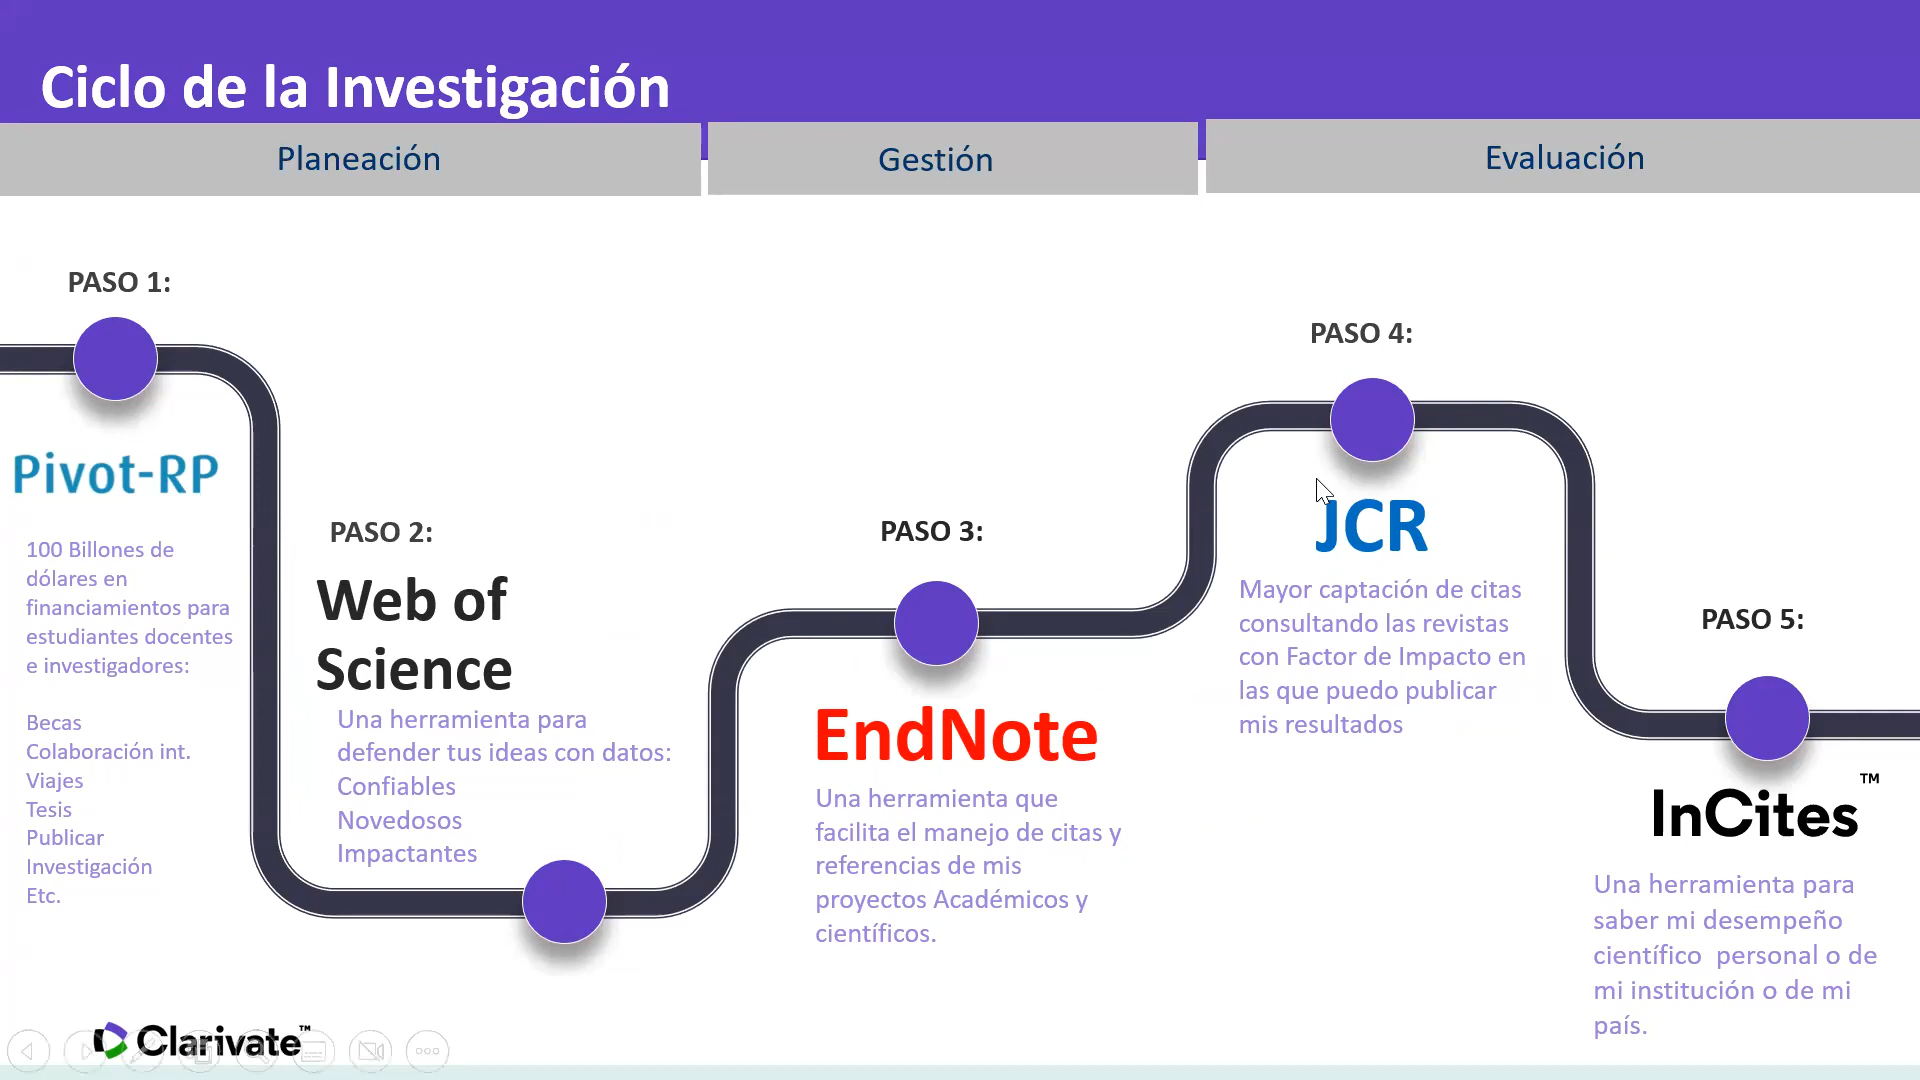 Ciclo de la Investigación
Planeación
Gestión
Evaluación
PASO 1:
Pivot-RP
100 Billones de
dólares en
financiamientos para
estudiantes docentes
e investigadores:
Becas
Colaboración int.
Viajes
Tesis
Publicar
Investigación
Etc.
PASO 2:
Web of
Science
Una herramienta para
defender tus ideas con datos:
Confiables
Novedosos
Impactantes
PASO 3:
EndNote
Una herramienta que
facilita el manejo de citas y
referencias de mis
proyectos Académicos y
científicos.
PASO 4:
JCR
Mayor captación de citas
consultando las revistas
con Factor de Impacto en
las que puedo publicar
mis resultados
PASO 5:
InCites™
Una herramienta para
saber mi desempeño
científico  personal o de
mi institución o de mi
país.
Clarivate™